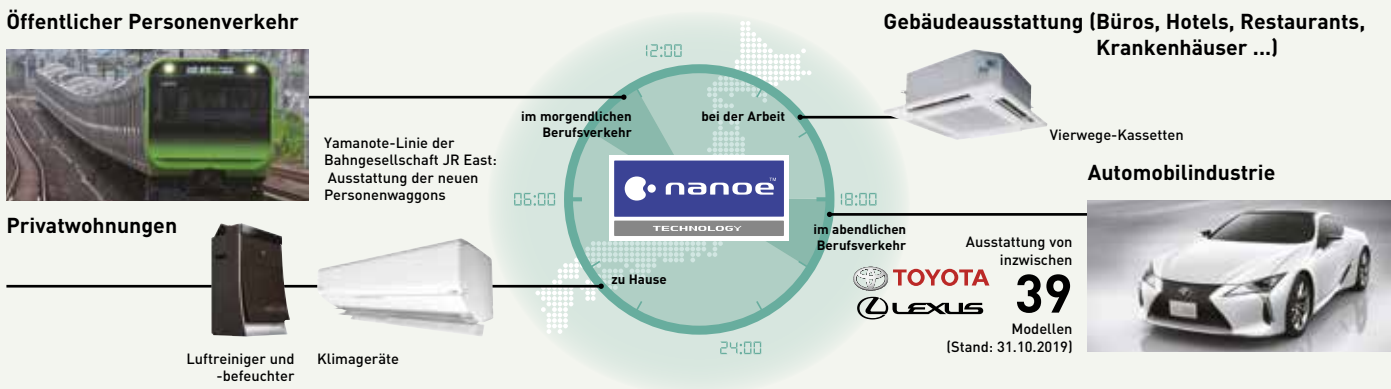 Öffentlicher Personenverkehr
Yamanote-Linie der
Bahngesellschaft JR East:
Ausstattung der neuen
Personenwaggons
Privatwohnungen
Luftreiniger und
-befeuchter
Klimageräte
12:00
im morgendlichen
Berufsverkehr
bei der Arbeit
06:00
nanoe™
TECHNOLOGY
18:00
im abendlichen
Berufsverkehr
zu Hause
24:00
Gebäudeausstattung (Büros, Hotels, Restaurants,
Krankenhäuser ...)
Vierwege-Kassetten
Automobilindustrie
Ausstattung von
inzwischen
TOYOTA
LEXUS
39
Modellen
(Stand: 31.10.2019)